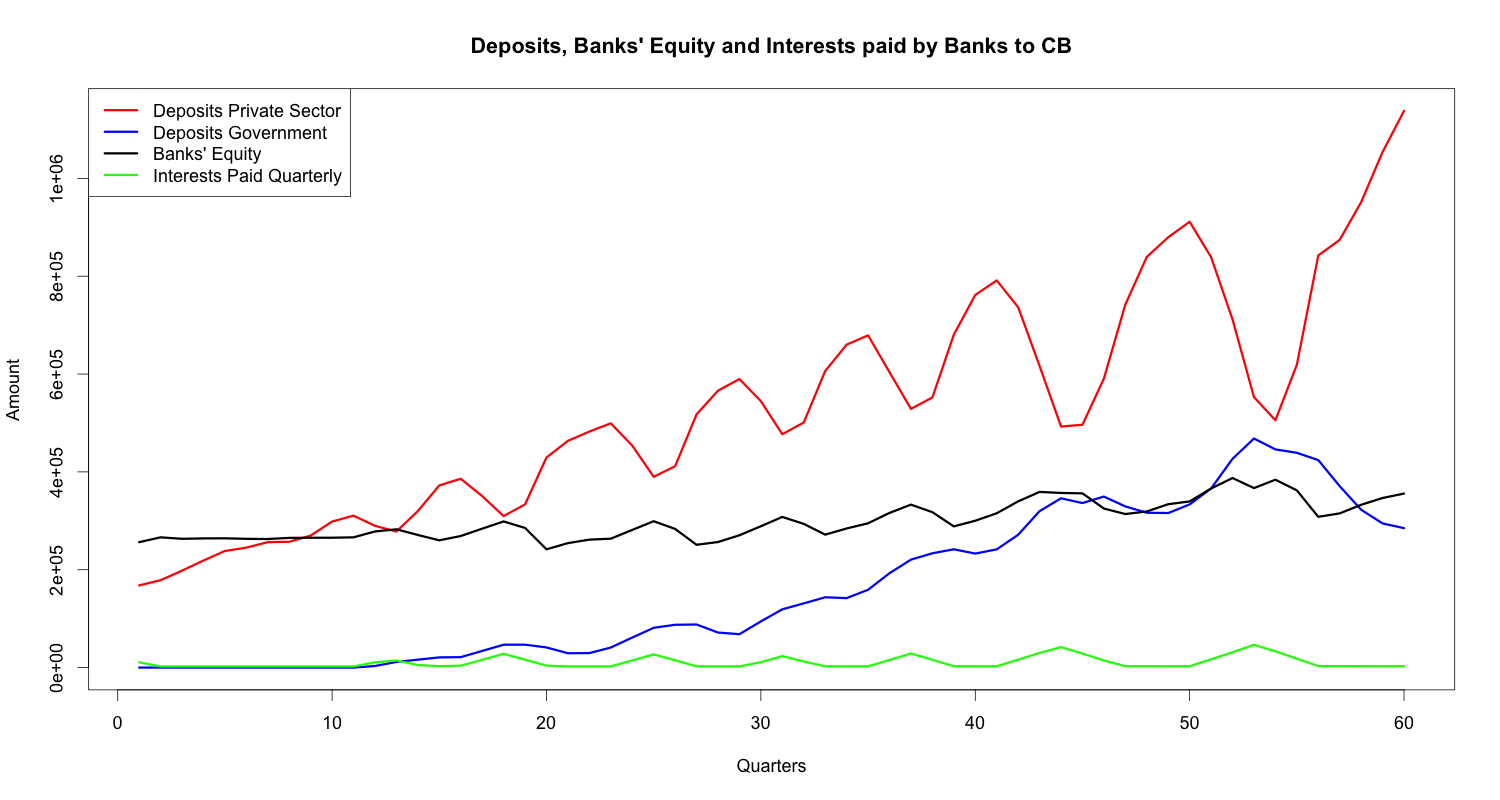 Deposits, Banks' Equity and Interests paid by Banks to CB
Deposits Private Sector
Deposits Government
Banks' Equity
Interests Paid Quarterly
Amount
1e+06
8e+05
6e+05
4e+05
2e+05
0e+00
0 10 20 30 40 50 60
Quarters